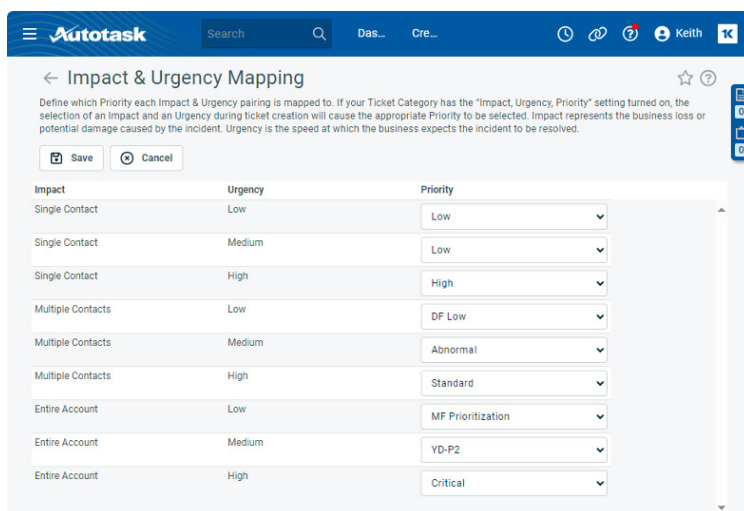 Autotask Search Das... Cre... Keith 1K
Impact & Urgency Mapping
Define which Priority each Impact & Urgency pairing is mapped to. If your Ticket Category has the "Impact, Urgency, Priority" setting turned on, the
selection of an Impact and an Urgency during ticket creation will cause the appropriate Priority to be selected. Impact represents the business loss or
potential damage caused by the incident. Urgency is the speed at which the business expects the incident to be resolved.
Save Cancel
Impact Urgency Priority
Single Contact Low Low
Single Contact Medium Low
Single Contact High High
Multiple Contacts Low DF Low
Multiple Contacts Medium Abnormal
Multiple Contacts High Standard
Entire Account Low MF Prioritization
Entire Account Medium YD-P2
Entire Account High Critical